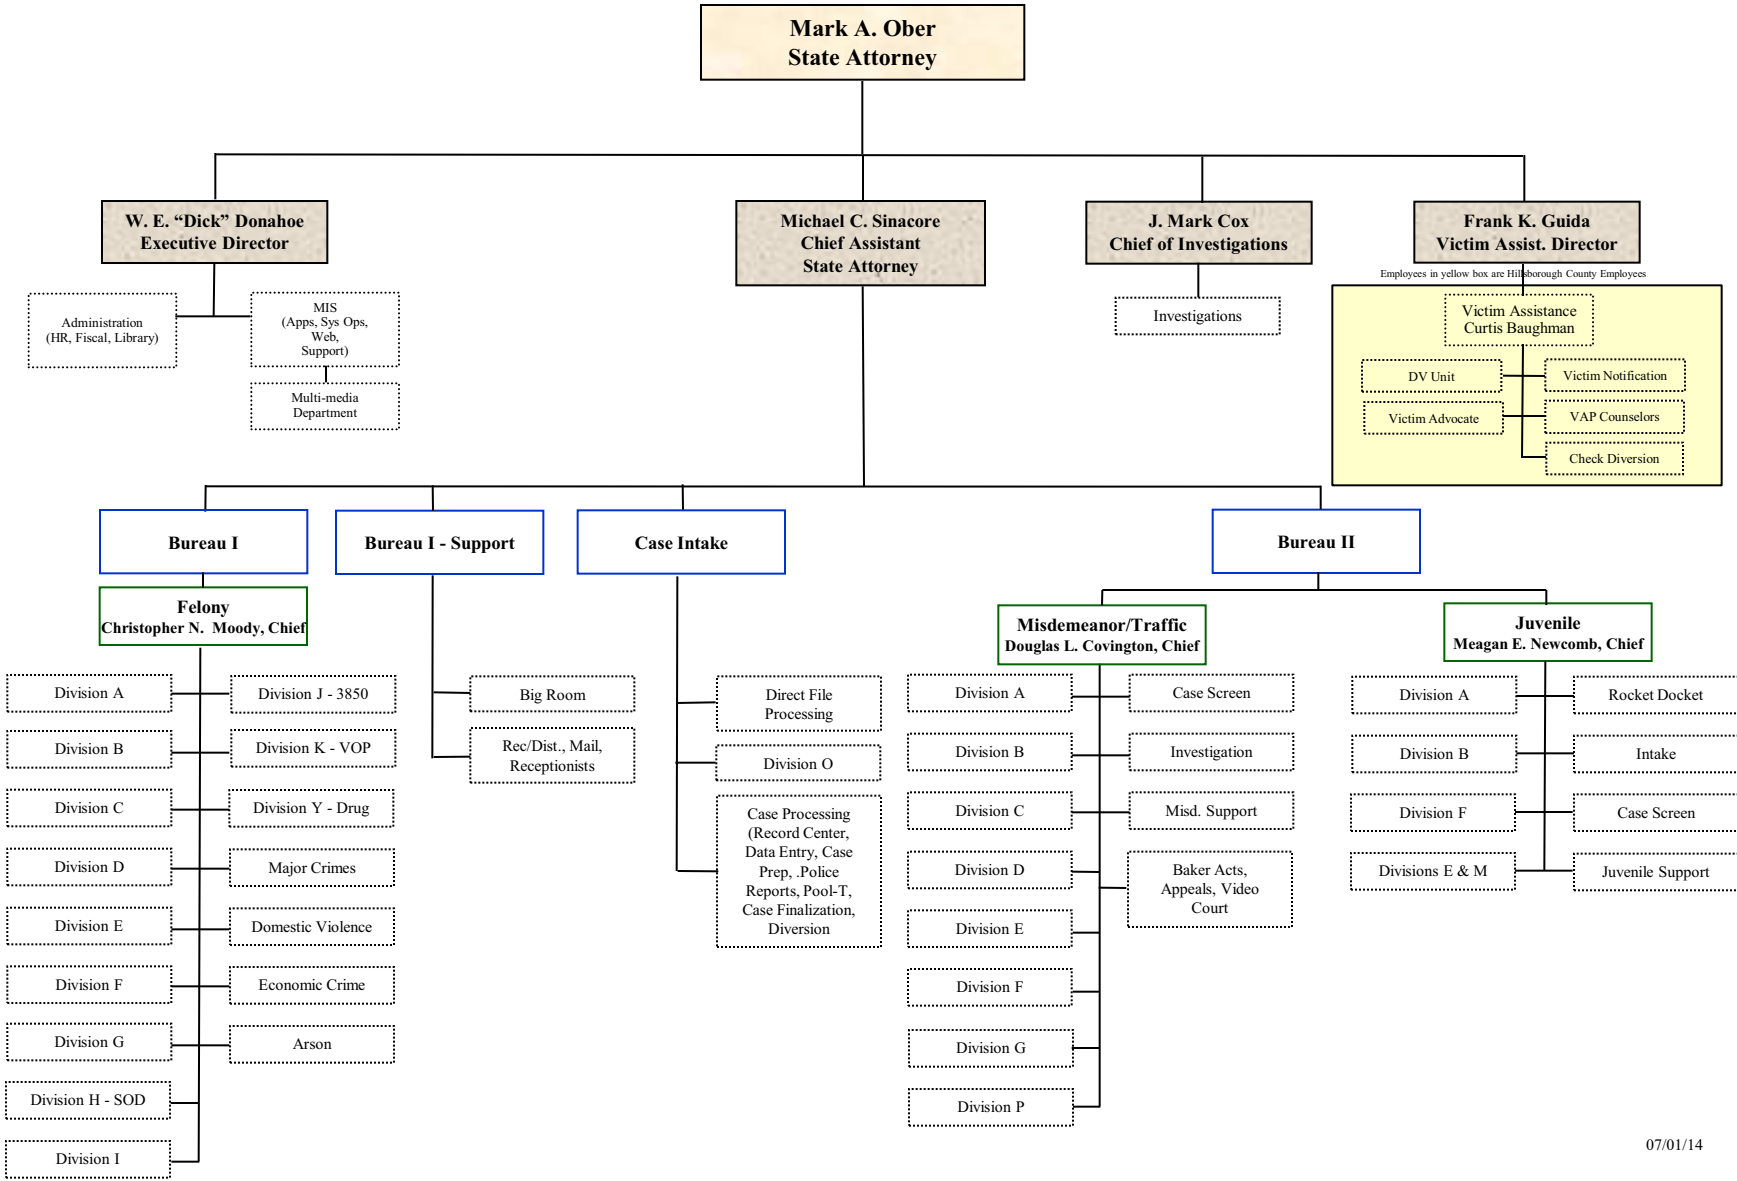 Mark A. Ober
State Attorney
W. E. “Dick” Donahoe
Executive Director
Michael C. Sinacore
Chief Assistant
State Attorney
J. Mark Cox
Chief of Investigations
Frank K. Guida
Victim Assist. Director
Employees in yellow box are Hillsborough County Employees
Administration
(HR, Fiscal, Library)
MIS
(Apps, Sys Ops,
Web,
Support)
Multi-media
Department
Investigations
Victim Assistance
Curtis Baughman
DV Unit
Victim Notification
Victim Advocate
VAP Counselors
Check Diversion
Bureau I
Bureau I - Support
Case Intake
Bureau II
Felony
Christopher N. Moody, Chief
Division A
Division J - 3850
Division B
Division K - VOP
Division C
Division Y - Drug
Division D
Major Crimes
Division E
Domestic Violence
Division F
Economic Crime
Division G
Arson
Division H - SOD
Division I
Big Room
Rec/Dist., Mail,
Receptionists
Direct File
Processing
Division O
Case Processing
(Record Center,
Data Entry, Case
Prep, .Police
Reports, Pool-T,
Case Finalization,
Diversion
Misdemeanor/Traffic
Douglas L. Covington, Chief
Division A
Case Screen
Division B
Investigation
Division C
Misd. Support
Division D
Baker Acts,
Appeals, Video
Court
Division E
Division F
Division G
Division P
Juvenile
Meagan E. Newcomb, Chief
Division A
Rocket Docket
Division B
Intake
Division F
Case Screen
Divisions E & M
Juvenile Support
07/01/14